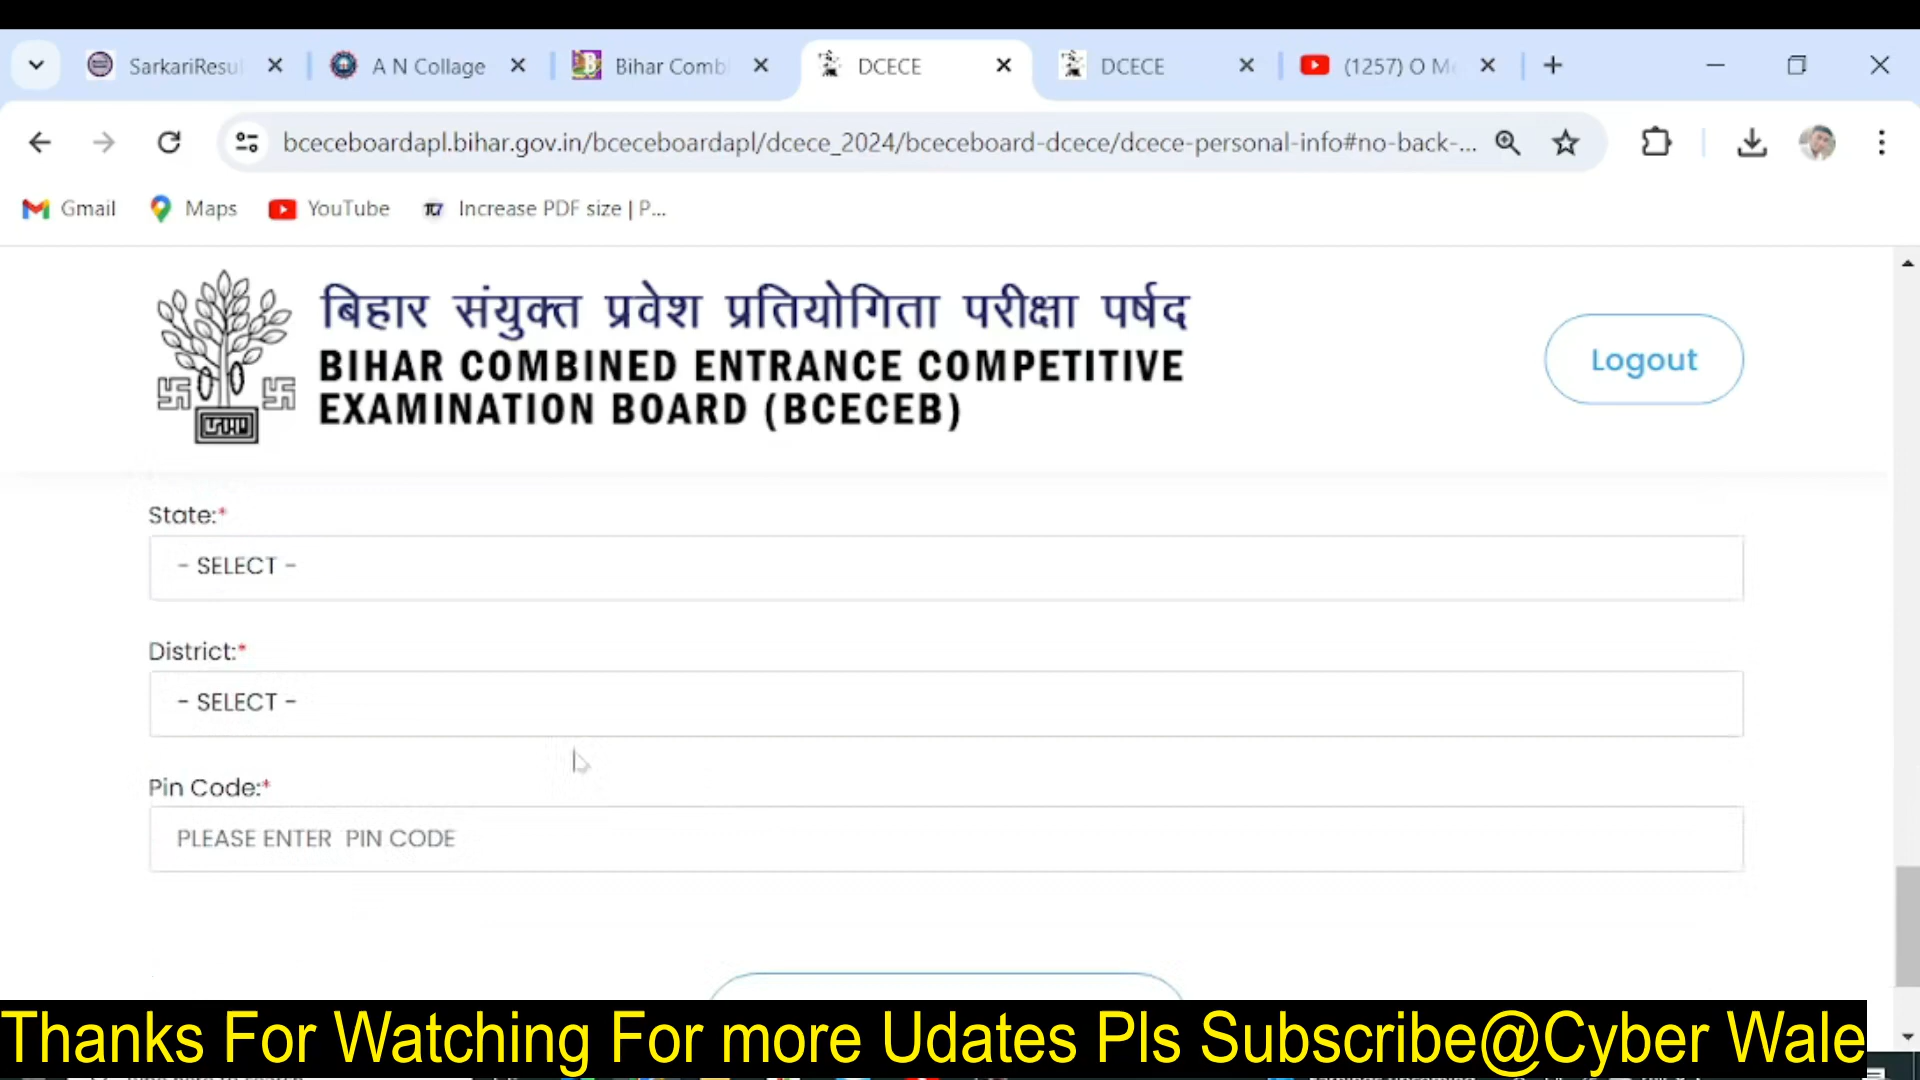 SarkariResul
A N Collage
Bihar Comb
DCECE
DCECE
(1257) O M
bceceboardapl.bihar.gov.in/bceceboardapl/dcece_2024/bceceboard-dcece/dcece-personal-info#no-back-...
Gmail
Maps
YouTube
Increase PDF size | P...
बिहार संयुक्त प्रवेश प्रतियोगिता परीक्षा पर्षद
BIHAR COMBINED ENTRANCE COMPETITIVE
EXAMINATION BOARD (BCECEB)
Logout
State:*
- SELECT -
District:*
- SELECT -
Pin Code:*
PLEASE ENTER PIN CODE
Thanks For Watching For more Udates Pls Subscribe@Cyber Wale